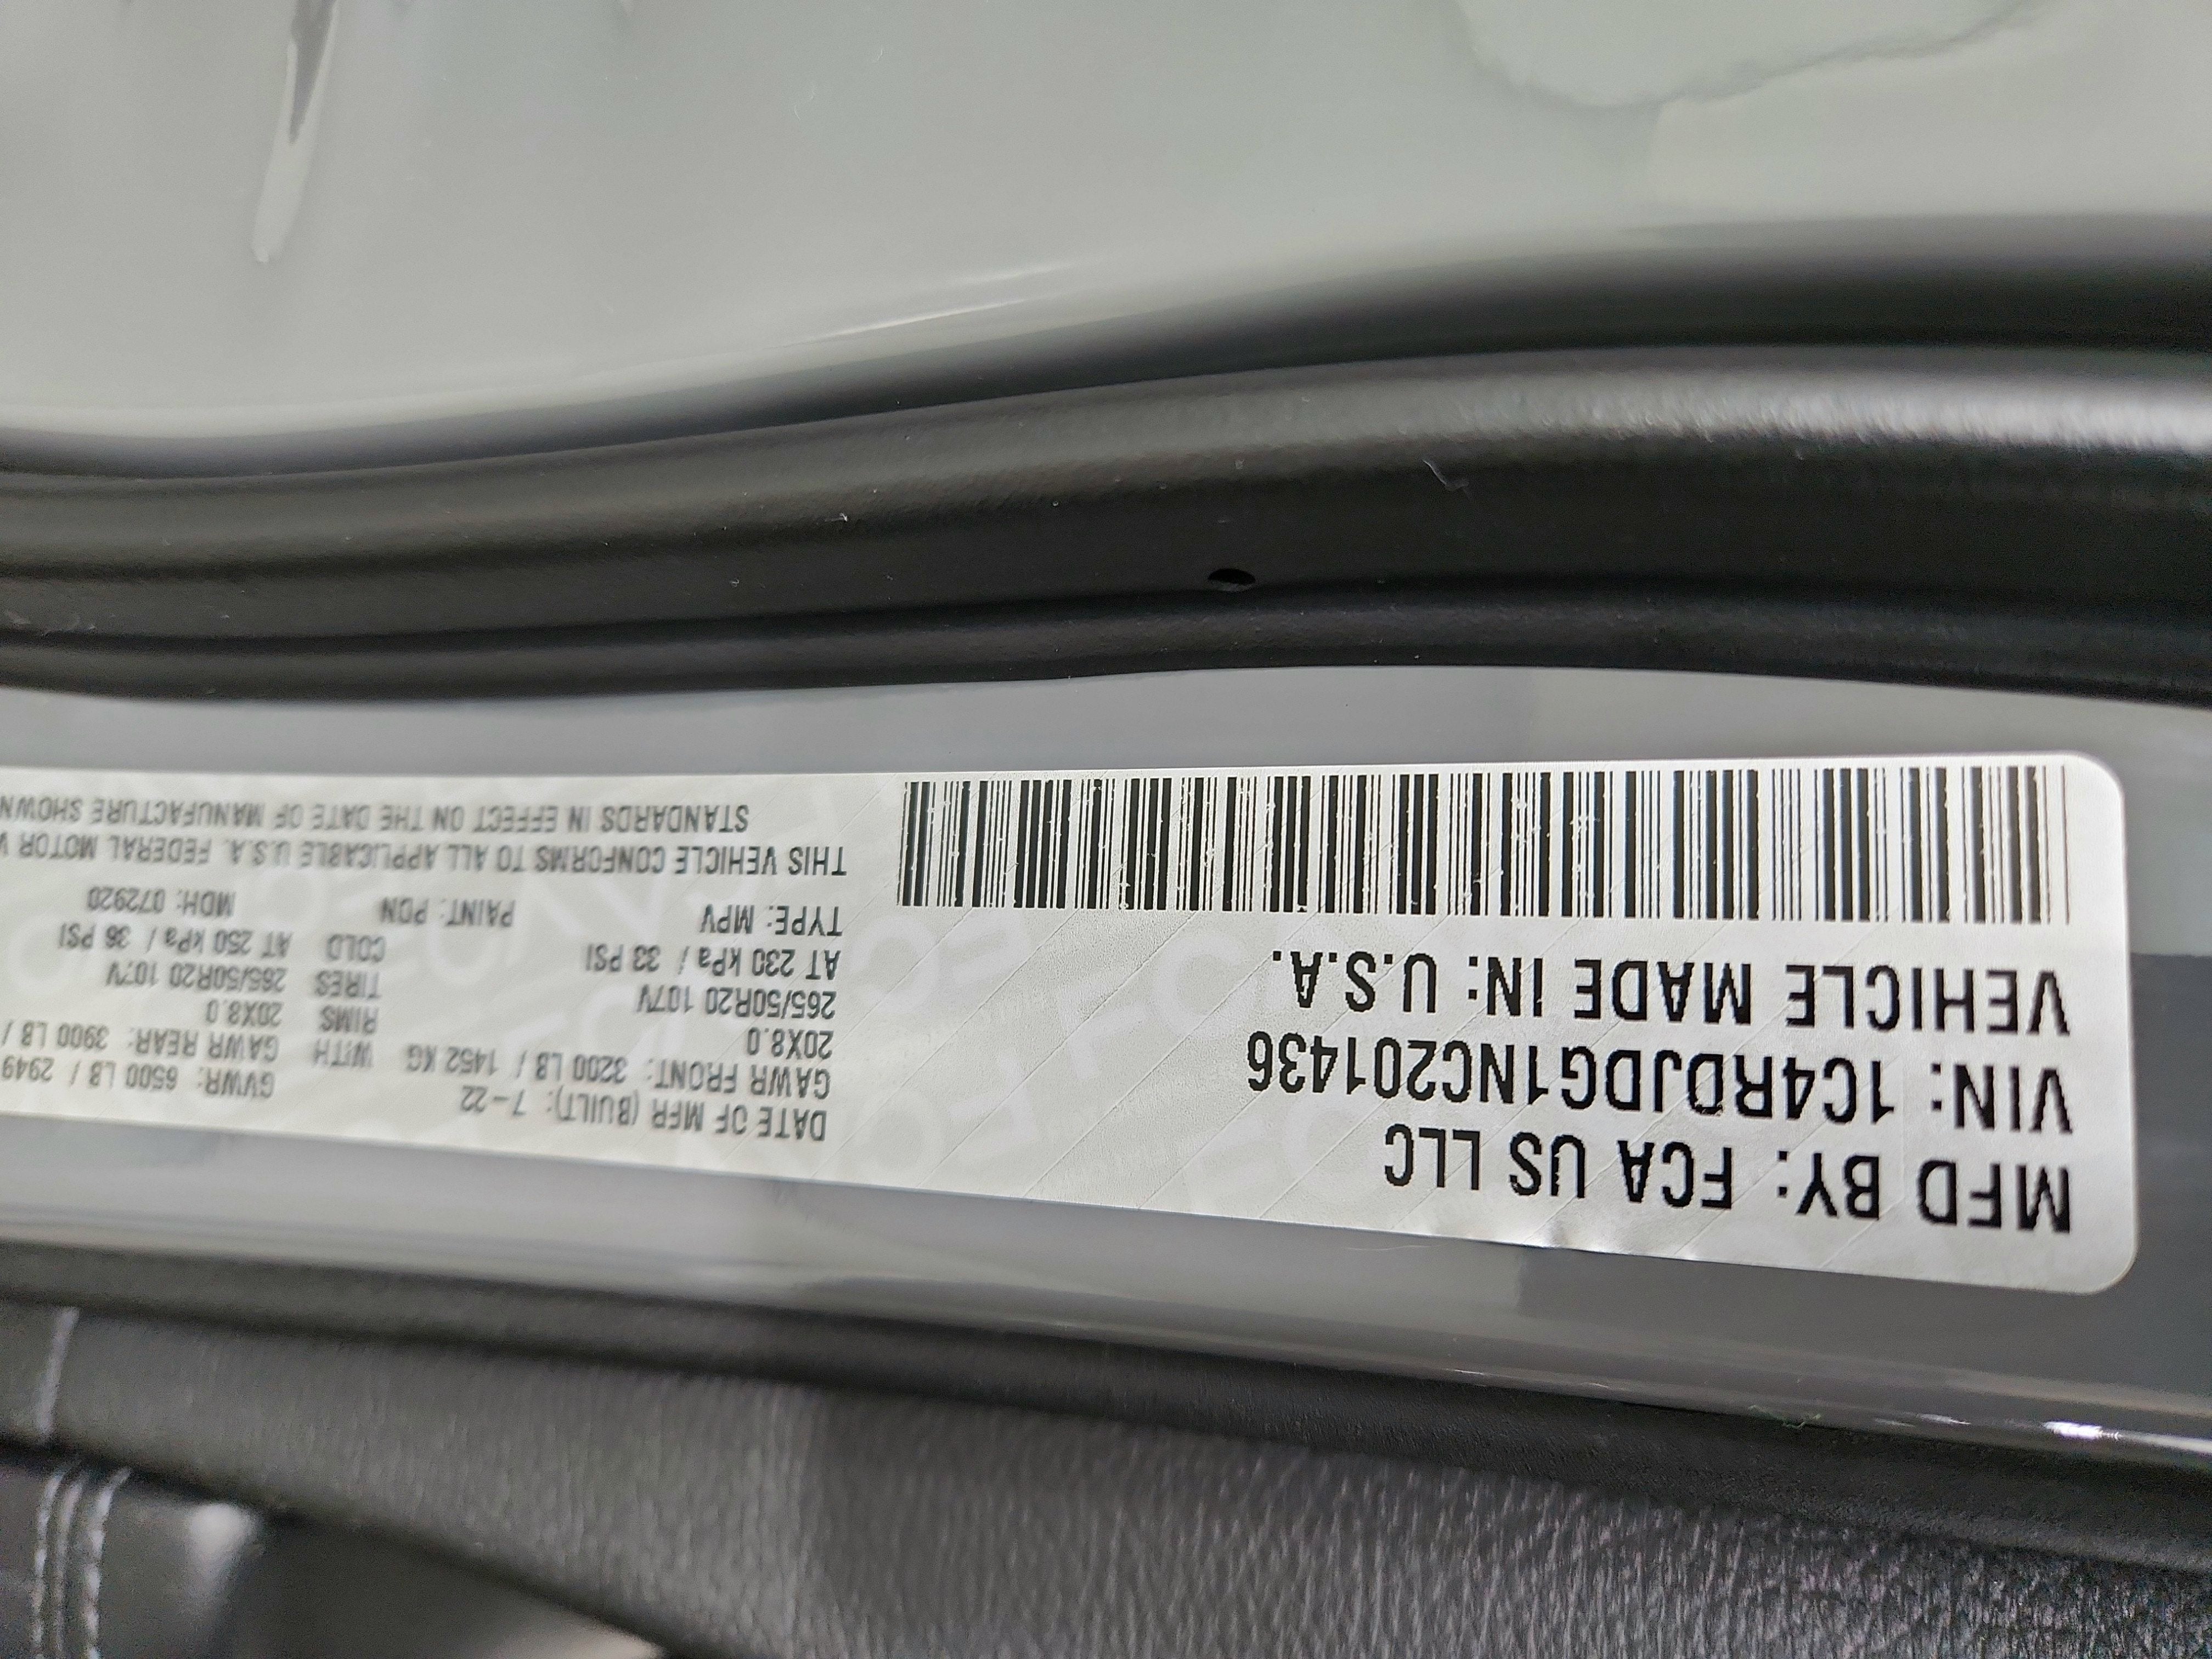 MFD BY: FCA US LLC
VIN: 1C4RDJDG1NC201436
VEHICLE MADE IN: U.S.A.
DATE OF MFR (BUILT): 7-22 GVWR: 6500 LB / 2949
GAWR FRONT: 3200 LB / 1452 KG WITH GAWR REAR: 3900 LB /
20X8.0 RIMS 20X8.0
265/50R20 107V TIRES 265/50R20 107V
AT 230 kPa / 33 PSI COLD AT 250 kPa / 36 PSI
TYPE: MPV PAINT: PDN MDH: 072920
THIS VEHICLE CONFORMS TO ALL APPLICABLE U.S.A. FEDERAL MOTOR V
STANDARDS IN EFFECT ON THE DATE OF MANUFACTURE SHOWN